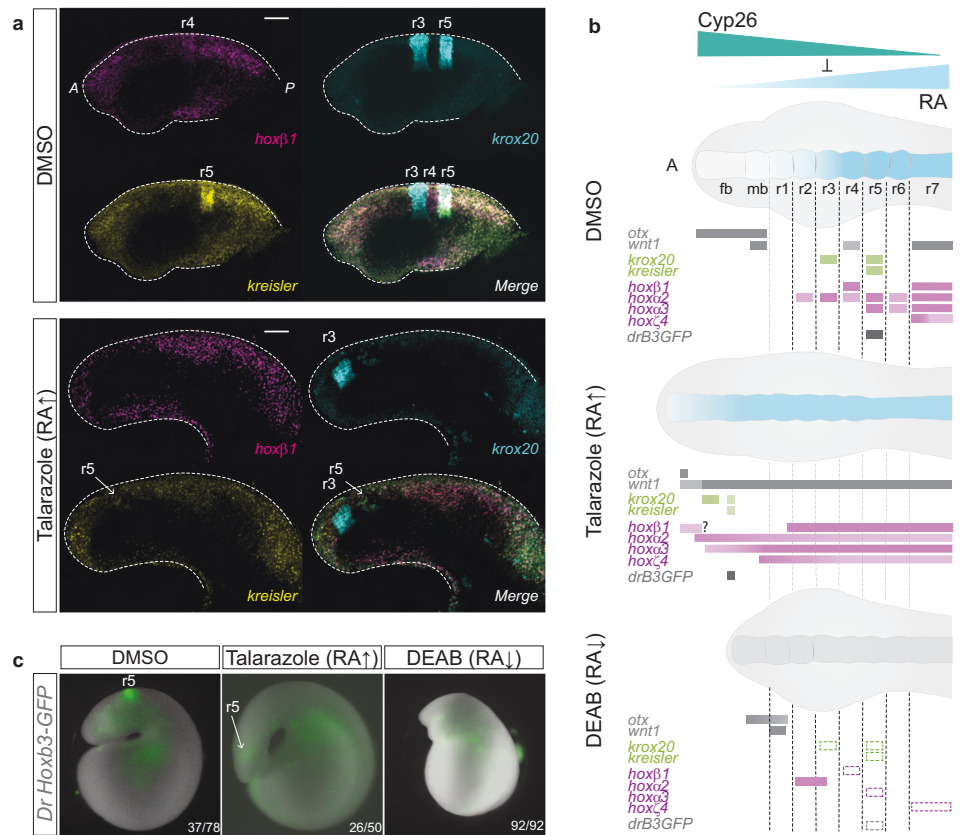 a
DMSO
r4
A
P
hoxβ1
r3 r5
krox20
r5
kreisler
r3 r4 r5
Merge
Talarazole (RA↑)
hoxβ1
r3
krox20
r5
kreisler
r5
r3
Merge
b
Cyp26
⊥
RA
DMSO
A
fb mb r1 r2 r3 r4 r5 r6 r7
otx
wnt1
krox20
kreisler
hoxβ1
hoxα2
hoxα3
hoxζ4
drB3GFP
Talarazole (RA↑)
otx
wnt1
krox20
kreisler
hoxβ1 ?
hoxα2
hoxα3
hoxζ4
drB3GFP
DEAB (RA↓)
otx
wnt1
krox20
kreisler
hoxβ1
hoxα2
hoxα3
hoxζ4
drB3GFP
c
Dr Hoxb3-GFP
DMSO
r5
37/78
Talarazole (RA↑)
r5
26/50
DEAB (RA↓)
92/92